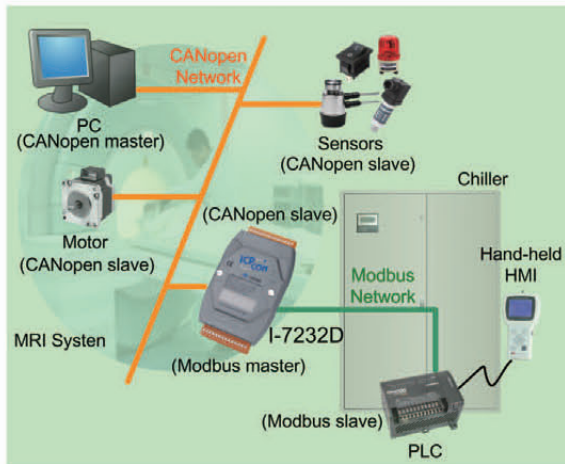 CANopen
Network
PC
(CANopen master)
Sensors
(CANopen slave)
Motor
(CANopen slave)
(CANopen slave)
Chiller
Hand-held
HMI
Modbus
Network
I-7232D
MRI Systen
(Modbus master)
(Modbus slave)
PLC